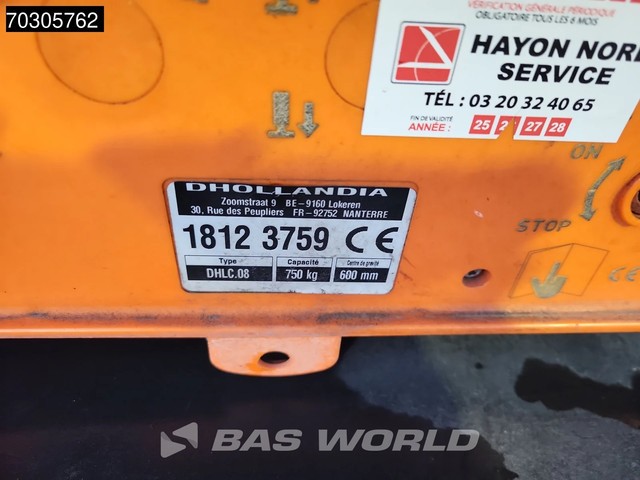 70305762
VÉRIFICATION GÉNÉRALE PÉRIODIQUE
OBLIGATOIRE TOUS LES 6 MOIS
HAYON NORD
SERVICE
TÉL : 03 20 32 40 65
FIN DE VALIDITÉ
ANNÉE : 25 2 27 28
ON
STOP
CE
DHOLLANDIA
Zoomstraat 9 BE-9160 Lokeren
30, Rue des Peupliers FR-92752 NANTERRE
1812 3759 CE
Type Capacité Centre de gravité
DHLC.08 750 kg 600 mm
BAS WORLD